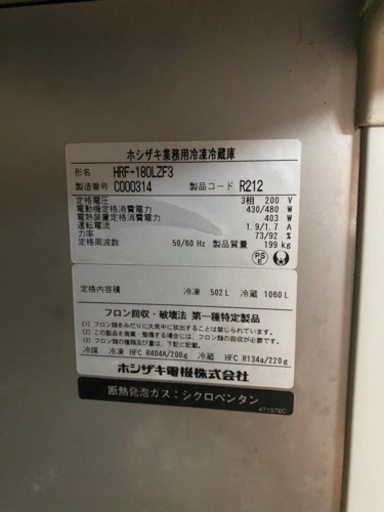 ホシザキ業務用冷凍冷蔵庫
形名 HRF-180LZF3
製造番号 C000314 製品コード R212
定格電圧 3相 200 V
電動機定格消費電力 430/480 W
電熱装置定格消費電力 403 W
運転電流 1.9/1.7 A
力率 73/92 %
定格周波数 50/60 Hz 製品質量 199 kg
PS
E
定格内容積 冷凍 502 L 冷蔵 1060 L
フロン回収・破壊法 第一種特定製品
(1) フロン類をみだりに大気中に放出することは禁じられています。
(2) この製品を廃棄・整備する場合には、フロン類の回収が必要です。
(3) フロン類の種類及び量は、下記に記載されています。
冷媒 冷凍 HFC R404A/200g 冷蔵 HFC R134a/220g
ホシザキ電機株式会社
断熱発泡ガス：シクロペンタン
471576C